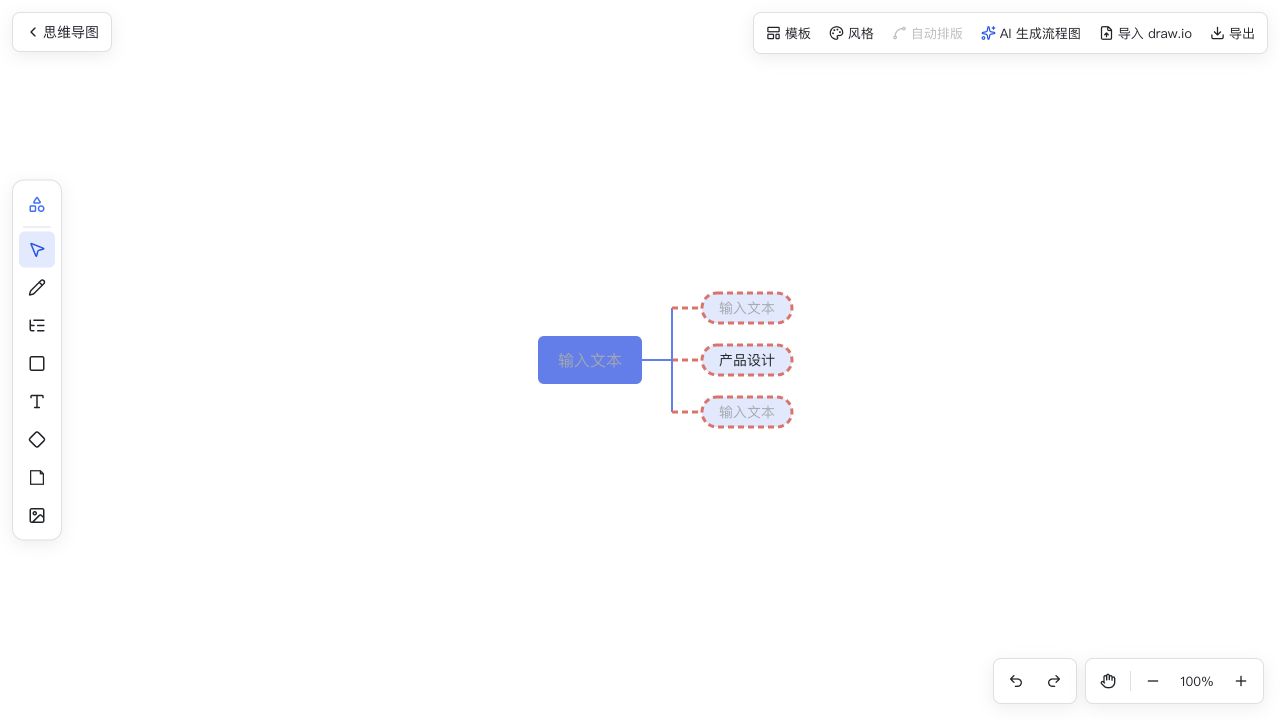 思维导图
模板
风格
自动排版
AI 生成流程图
导入 draw.io
导出
输入文本
输入文本
产品设计
输入文本
100%